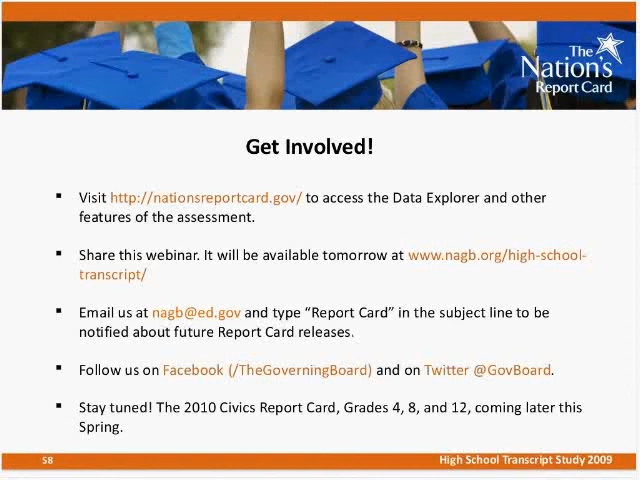 The
Nation's
Report Card
Get Involved!
▪ Visit http://nationsreportcard.gov/ to access the Data Explorer and other
features of the assessment.
▪ Share this webinar. It will be available tomorrow at www.nagb.org/high-school-
transcript/
▪ Email us at nagb@ed.gov and type “Report Card” in the subject line to be
notified about future Report Card releases.
▪ Follow us on Facebook (/TheGoverningBoard) and on Twitter @GovBoard.
▪ Stay tuned! The 2010 Civics Report Card, Grades 4, 8, and 12, coming later this
Spring.
58
High School Transcript Study 2009